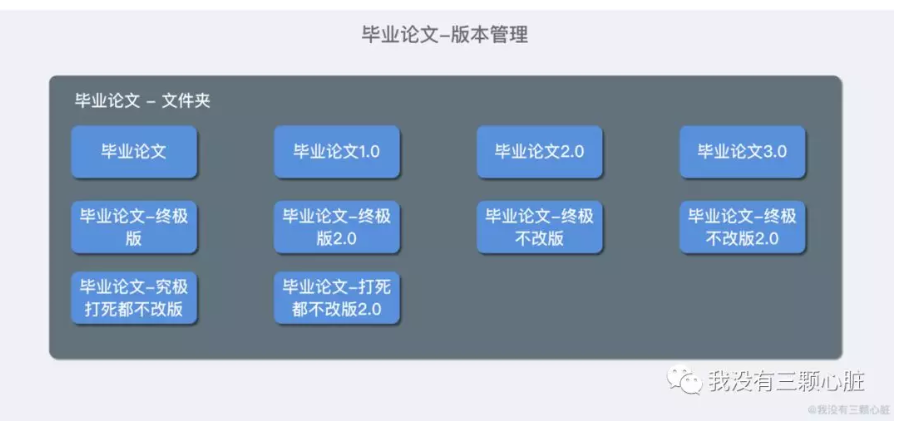 毕业论文-版本管理
毕业论文 - 文件夹
毕业论文
毕业论文1.0
毕业论文2.0
毕业论文3.0
毕业论文-终极
版
毕业论文-终极
版2.0
毕业论文-终极
不改版
毕业论文-终极
不改版2.0
毕业论文-究极
打死都不改版
毕业论文-打死
都不改版2.0
我没有三颗心脏
@我没有三颗心脏